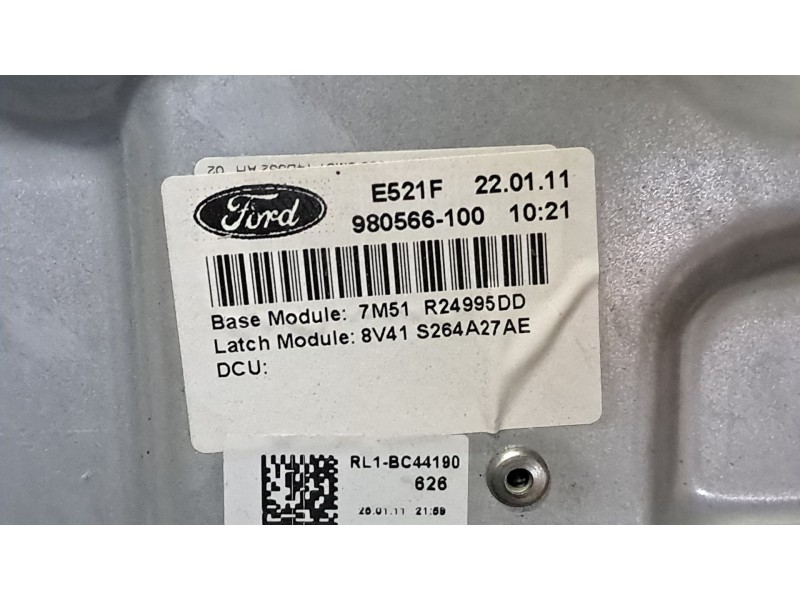 Ford
E521F 22.01.11
980566-100 10:21
Base Module: 7M51 R24995DD
Latch Module: 8V41 S264A27AE
DCU:
RL1-BC44190
626
26.01.11 21:59